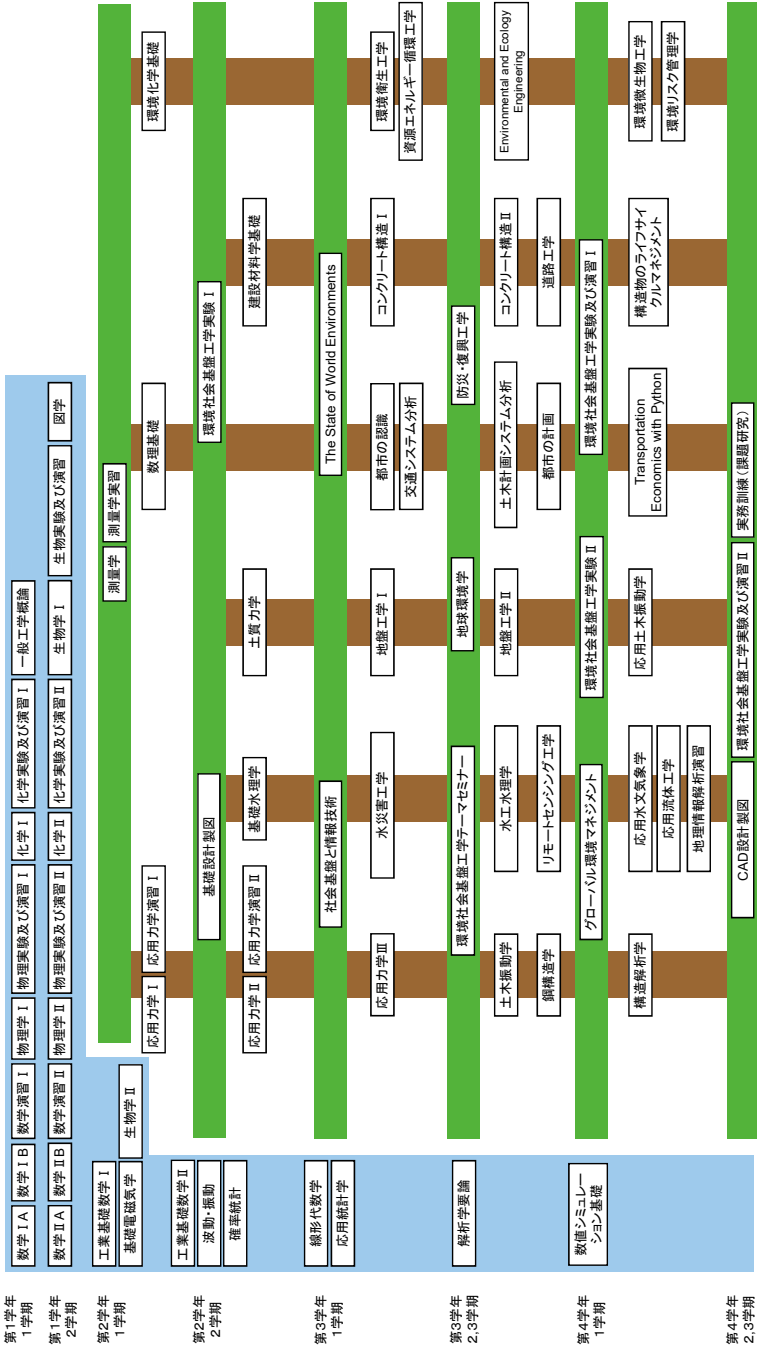 第1学年
1学期
数学ⅠA
数学ⅠB
数学演習Ⅰ
物理学Ⅰ
物理実験及び演習Ⅰ
化学Ⅰ
化学実験及び演習Ⅰ
一般工学概論
第1学年
2学期
数学ⅡA
数学ⅡB
数学演習Ⅱ
物理学Ⅱ
物理実験及び演習Ⅱ
化学Ⅱ
化学実験及び演習Ⅱ
生物学Ⅰ
生物実験及び演習
図学
第2学年
1学期
工業基礎数学Ⅰ
基礎電磁気学
生物学Ⅱ
測量学
測量学実習
応用力学Ⅰ
応用力学演習Ⅰ
数理基礎
環境化学基礎
第2学年
2学期
工業基礎数学Ⅱ
波動・振動
確率統計
基礎設計製図
環境社会基盤工学実験Ⅰ
応用力学Ⅱ
応用力学演習Ⅱ
基礎水理学
土質力学
建設材料学基礎
第3学年
1学期
線形代数学
応用統計学
社会基盤と情報技術
The State of World Environments
応用力学Ⅲ
水災害工学
地盤工学Ⅰ
都市の認識
交通システム分析
コンクリート構造Ⅰ
環境衛生工学
資源エネルギー循環工学
第3学年
2,3学期
解析学要論
環境社会基盤工学テーマセミナー
地球環境学
防災・復興工学
土木振動学
鋼構造学
水工水理学
リモートセンシング工学
地盤工学Ⅱ
土木計画システム分析
都市の計画
コンクリート構造Ⅱ
道路工学
Environmental and Ecology
Engineering
第4学年
1学期
数値シミュレー
ション基礎
グローバル環境マネジメント
環境社会基盤工学実験Ⅱ
環境社会基盤工学実験及び演習Ⅰ
構造解析学
応用水文気象学
応用流体工学
地理情報解析演習
応用土木振動学
Transportation
Economics with Python
構造物のライフサイ
クルマネジメント
環境微生物工学
環境リスク管理学
第4学年
2,3学期
CAD設計製図
環境社会基盤工学実験及び演習Ⅱ
実務訓練（課題研究）